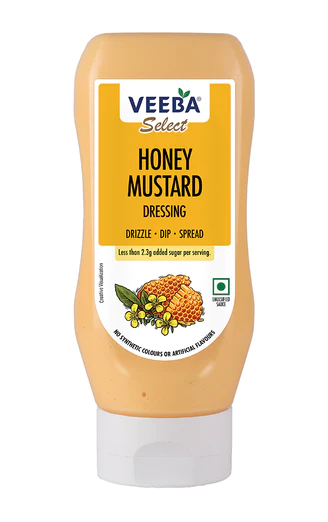 VEEBA®
Select
HONEY
MUSTARD
DRESSING
DRIZZLE • DIP • SPREAD
Less than 2.3g added sugar per serving.
Creative Visualisation
EMULSIFIED
SAUCE
NO SYNTHETIC COLOURS OR ARTIFICIAL FLAVOURS